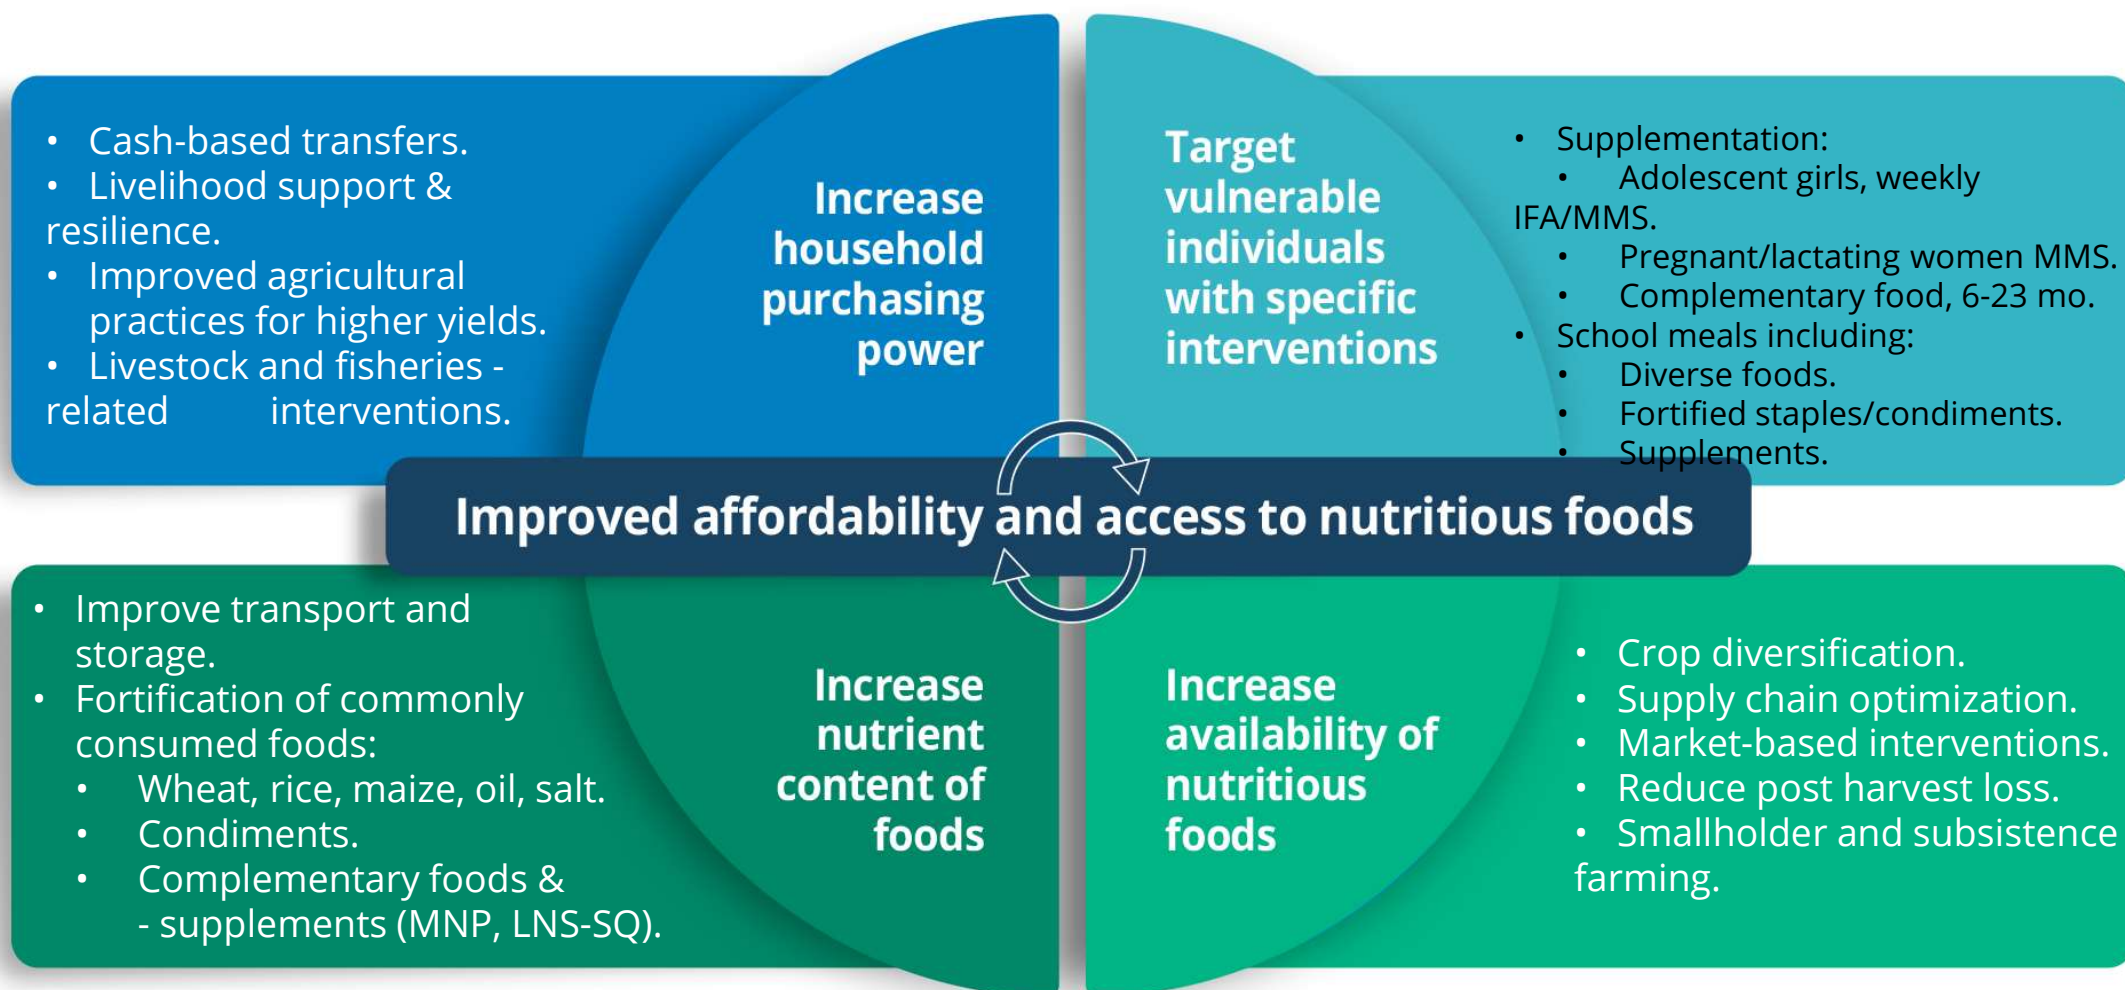 • Cash-based transfers.
• Livelihood support &
resilience.
• Improved agricultural
practices for higher yields.
• Livestock and fisheries -
related interventions.
Increase
household
purchasing
power
Target
vulnerable
individuals
with specific
interventions
• Supplementation:
• Adolescent girls, weekly
IFA/MMS.
• Pregnant/lactating women MMS.
• Complementary food, 6-23 mo.
• School meals including:
• Diverse foods.
• Fortified staples/condiments.
• Supplements.
Improved affordability and access to nutritious foods
• Improve transport and
storage.
• Fortification of commonly
consumed foods:
• Wheat, rice, maize, oil, salt.
• Condiments.
• Complementary foods &
- supplements (MNP, LNS-SQ).
Increase
nutrient
content of
foods
Increase
availability of
nutritious
foods
• Crop diversification.
• Supply chain optimization.
• Market-based interventions.
• Reduce post harvest loss.
• Smallholder and subsistence
farming.